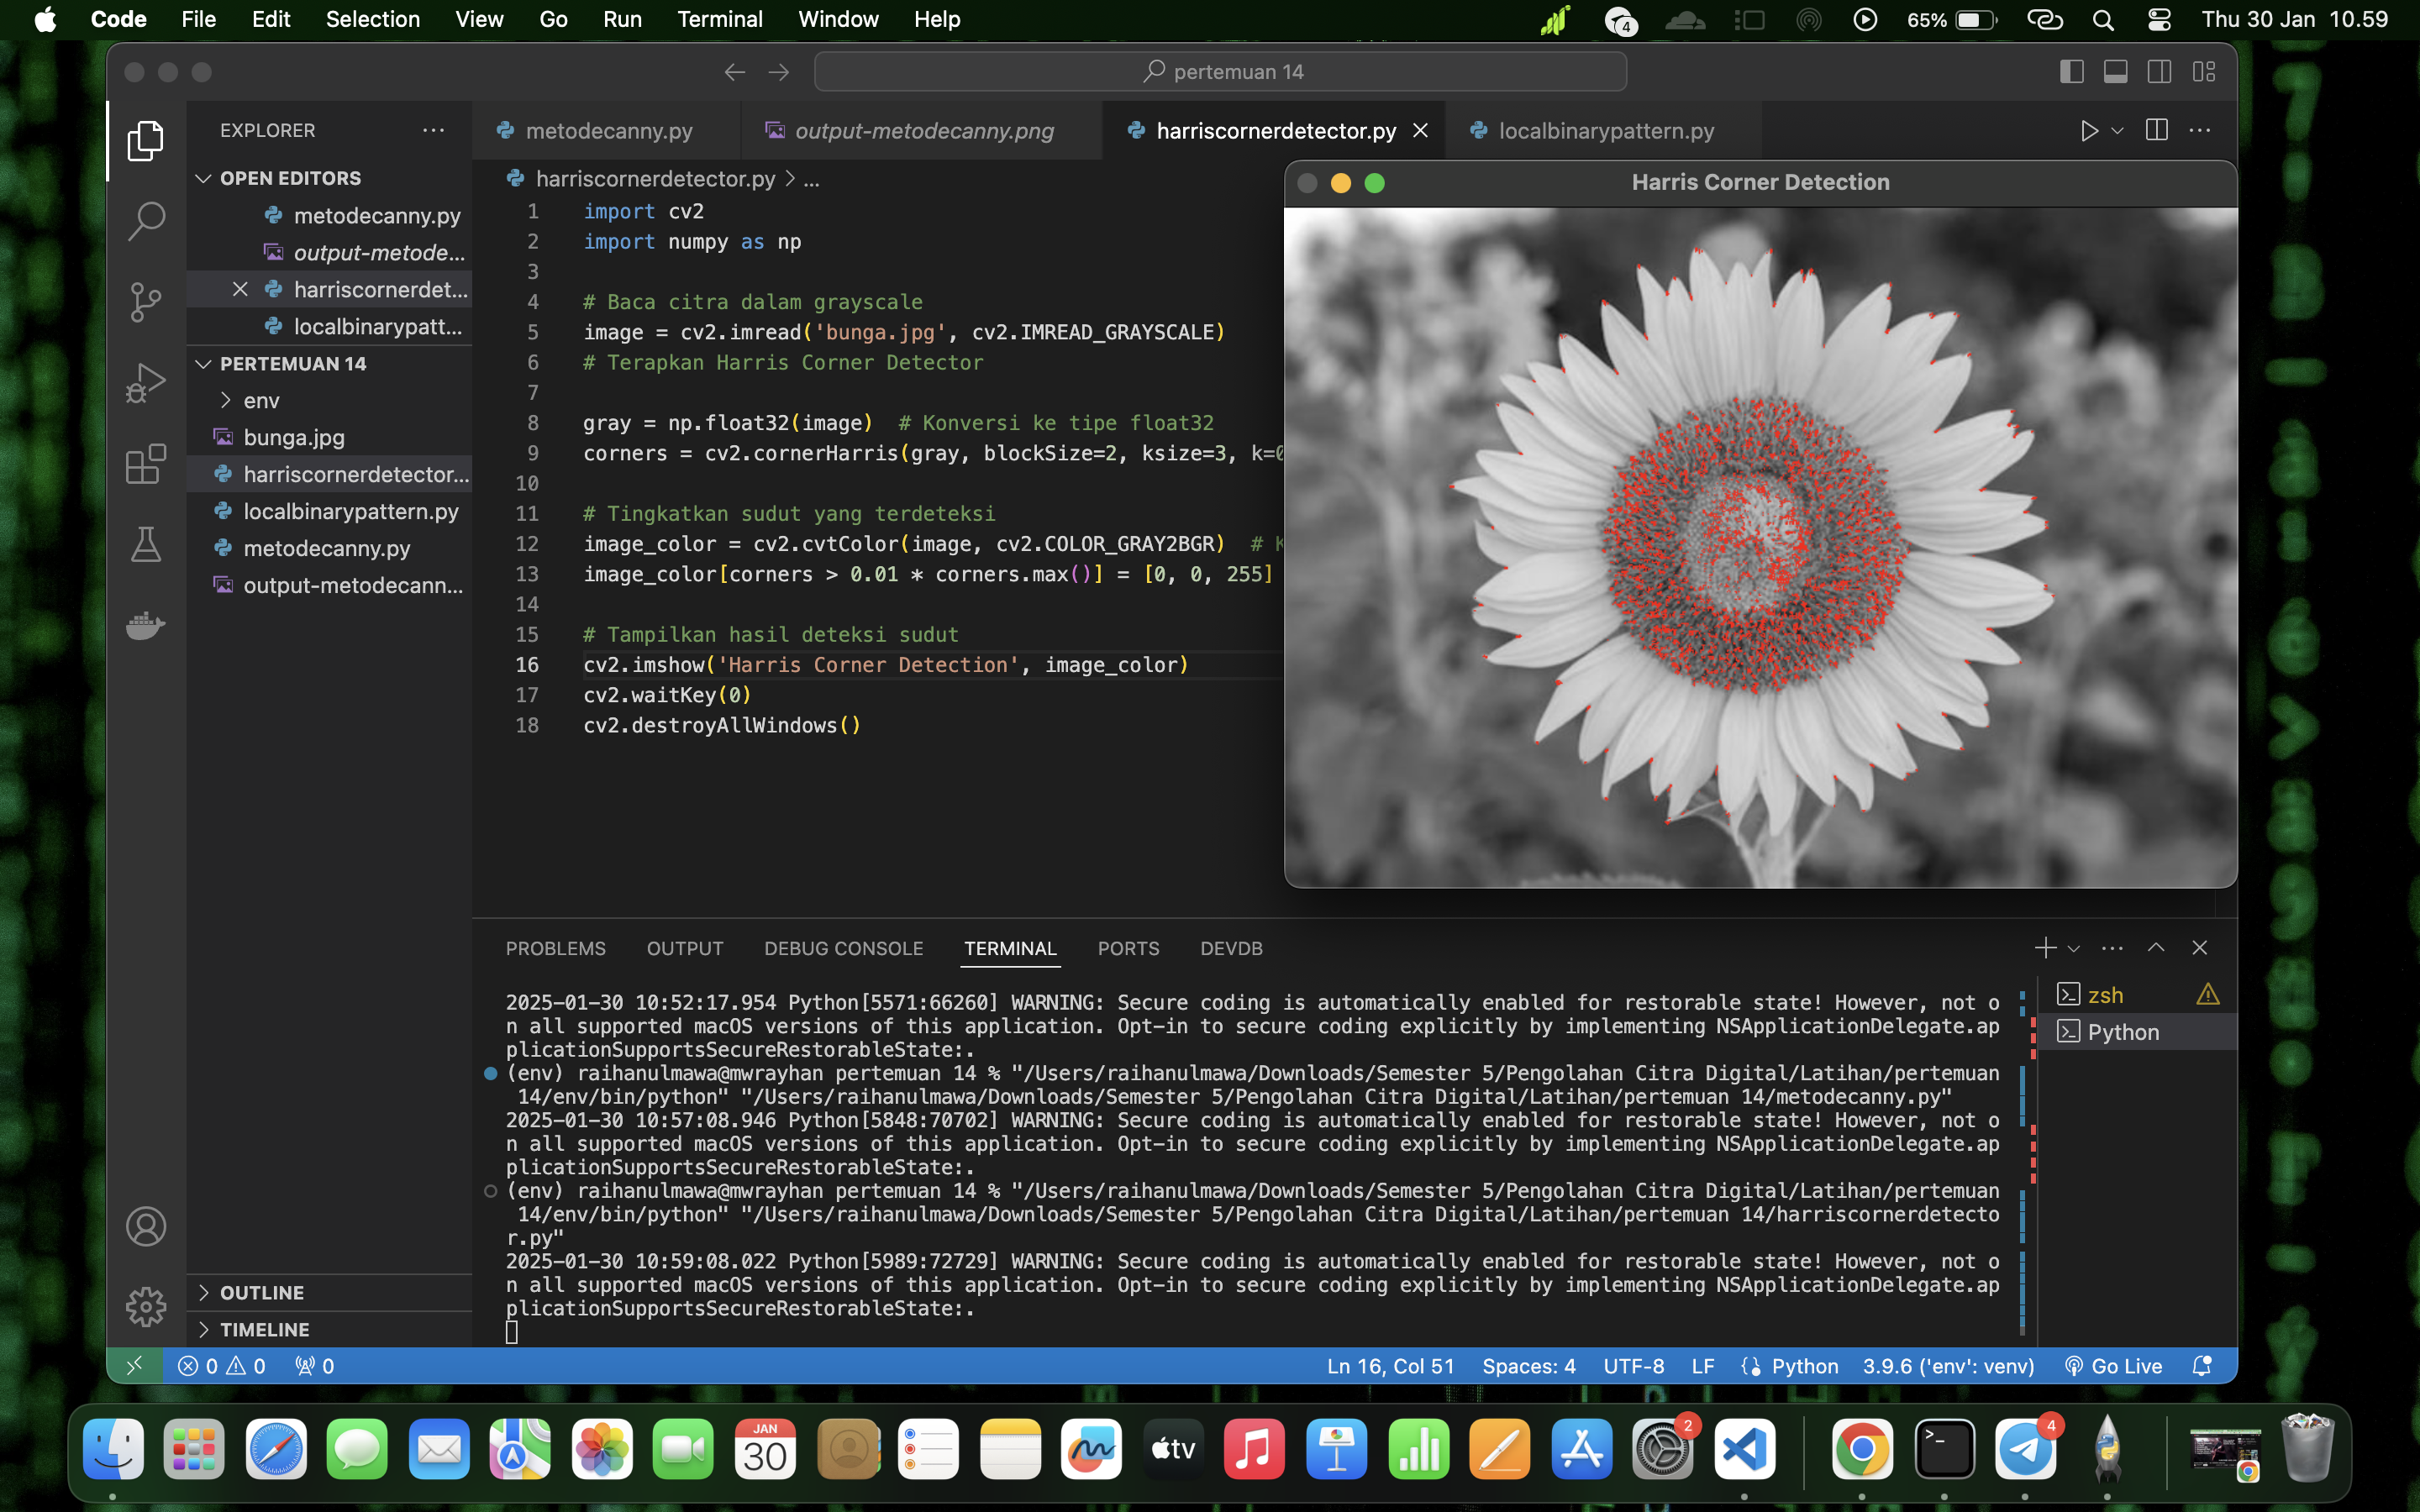 Code File Edit Selection View Go Run Terminal Window Help
4
65%
Thu 30 Jan 10.59
pertemuan 14
EXPLORER
OPEN EDITORS
metodecanny.py
output-metode...
harriscornerdet...
localbinarypatt...
PERTEMUAN 14
env
bunga.jpg
harriscornerdetector...
localbinarypattern.py
metodecanny.py
output-metodecann...
OUTLINE
TIMELINE
metodecanny.py
output-metodecanny.png
harriscornerdetector.py
localbinarypattern.py
harriscornerdetector.py > ...
1 import cv2
2 import numpy as np
3
4 # Baca citra dalam grayscale
5 image = cv2.imread('bunga.jpg', cv2.IMREAD_GRAYSCALE)
6 # Terapkan Harris Corner Detector
7
8 gray = np.float32(image)  # Konversi ke tipe float32
9 corners = cv2.cornerHarris(gray, blockSize=2, ksize=3, k=
10
11 # Tingkatkan sudut yang terdeteksi
12 image_color = cv2.cvtColor(image, cv2.COLOR_GRAY2BGR)  #
13 image_color[corners > 0.01 * corners.max()] = [0, 0, 255]
14
15 # Tampilkan hasil deteksi sudut
16 cv2.imshow('Harris Corner Detection', image_color)
17 cv2.waitKey(0)
18 cv2.destroyAllWindows()
Harris Corner Detection
PROBLEMS OUTPUT DEBUG CONSOLE TERMINAL PORTS DEVDB
2025-01-30 10:52:17.954 Python[5571:66260] WARNING: Secure coding is automatically enabled for restorable state! However, not o
n all supported macOS versions of this application. Opt-in to secure coding explicitly by implementing NSApplicationDelegate.ap
plicationSupportsSecureRestorableState:.
(env) raihanulmawa@mwrayhan pertemuan 14 % "/Users/raihanulmawa/Downloads/Semester 5/Pengolahan Citra Digital/Latihan/pertemuan
14/env/bin/python" "/Users/raihanulmawa/Downloads/Semester 5/Pengolahan Citra Digital/Latihan/pertemuan 14/metodecanny.py"
2025-01-30 10:57:08.946 Python[5848:70702] WARNING: Secure coding is automatically enabled for restorable state! However, not o
n all supported macOS versions of this application. Opt-in to secure coding explicitly by implementing NSApplicationDelegate.ap
plicationSupportsSecureRestorableState:.
(env) raihanulmawa@mwrayhan pertemuan 14 % "/Users/raihanulmawa/Downloads/Semester 5/Pengolahan Citra Digital/Latihan/pertemuan
14/env/bin/python" "/Users/raihanulmawa/Downloads/Semester 5/Pengolahan Citra Digital/Latihan/pertemuan 14/harriscornerdetecto
r.py"
2025-01-30 10:59:08.022 Python[5989:72729] WARNING: Secure coding is automatically enabled for restorable state! However, not o
n all supported macOS versions of this application. Opt-in to secure coding explicitly by implementing NSApplicationDelegate.ap
plicationSupportsSecureRestorableState:.
zsh
Python
0 0 0
Ln 16, Col 51 Spaces: 4 UTF-8 LF Python 3.9.6 ('env': venv) Go Live
JAN
30
tv
2
4